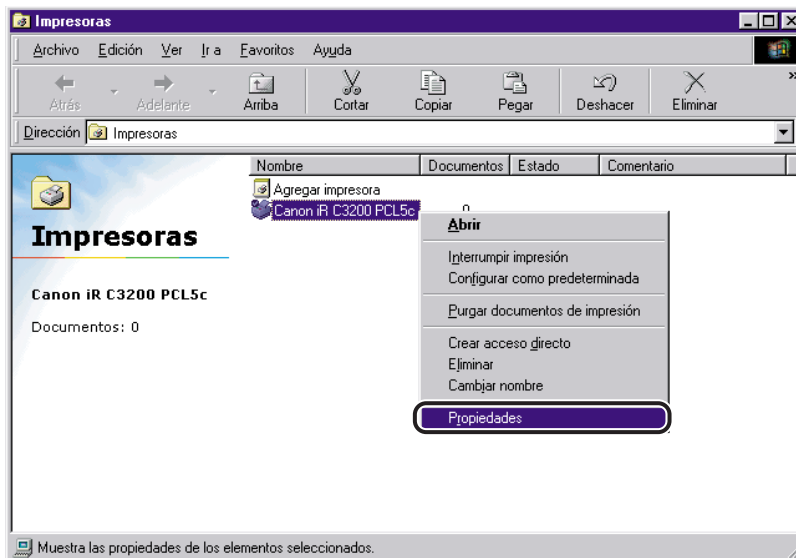 Impresoras
Archivo Edición Ver Ir a Favoritos Ayuda
Atrás Adelante Arriba Cortar Copiar Pegar Deshacer Eliminar »
Dirección Impresoras
Nombre Documentos Estado Comentario
Agregar impresora
Canon iR C3200 PCL5c 0
Impresoras
Canon iR C3200 PCL5c
Documentos: 0
Abrir
Interrumpir impresión
Configurar como predeterminada
Purgar documentos de impresión
Crear acceso directo
Eliminar
Cambiar nombre
Propiedades
Muestra las propiedades de los elementos seleccionados.